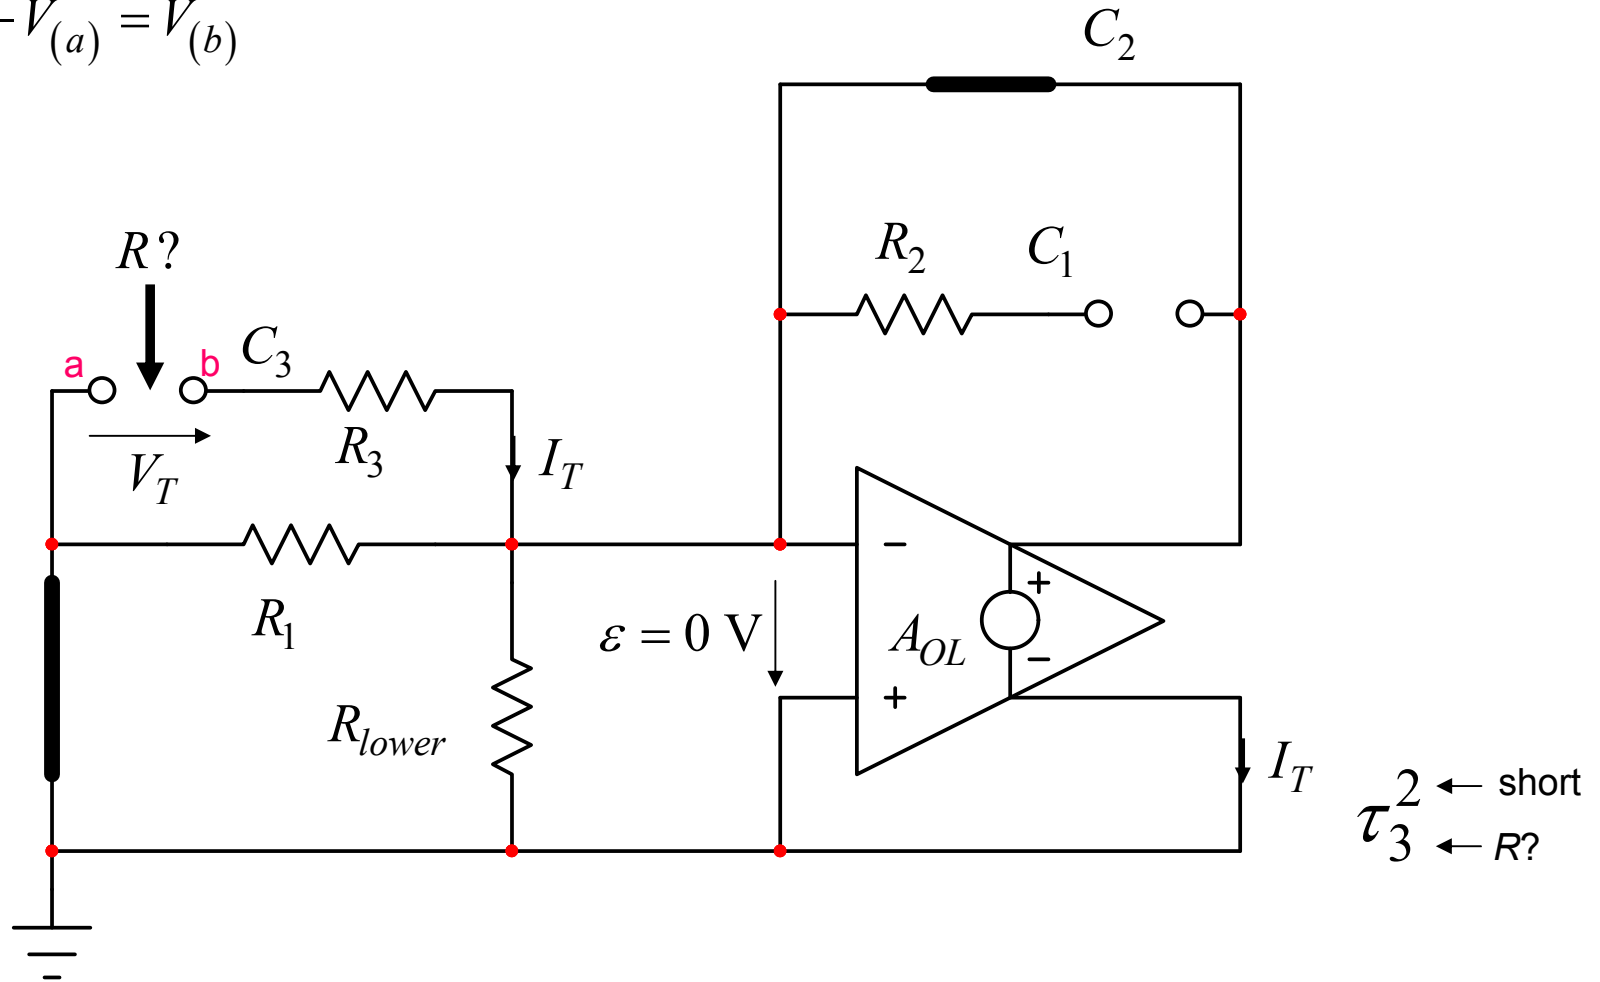 −V(a) = V(b)
C2
R2
C1
R?
a
b
C3
R3
IT
VT
R1
−
+
ε = 0 V
AOL
−
+
Rlower
IT
τ3^2
short
R?